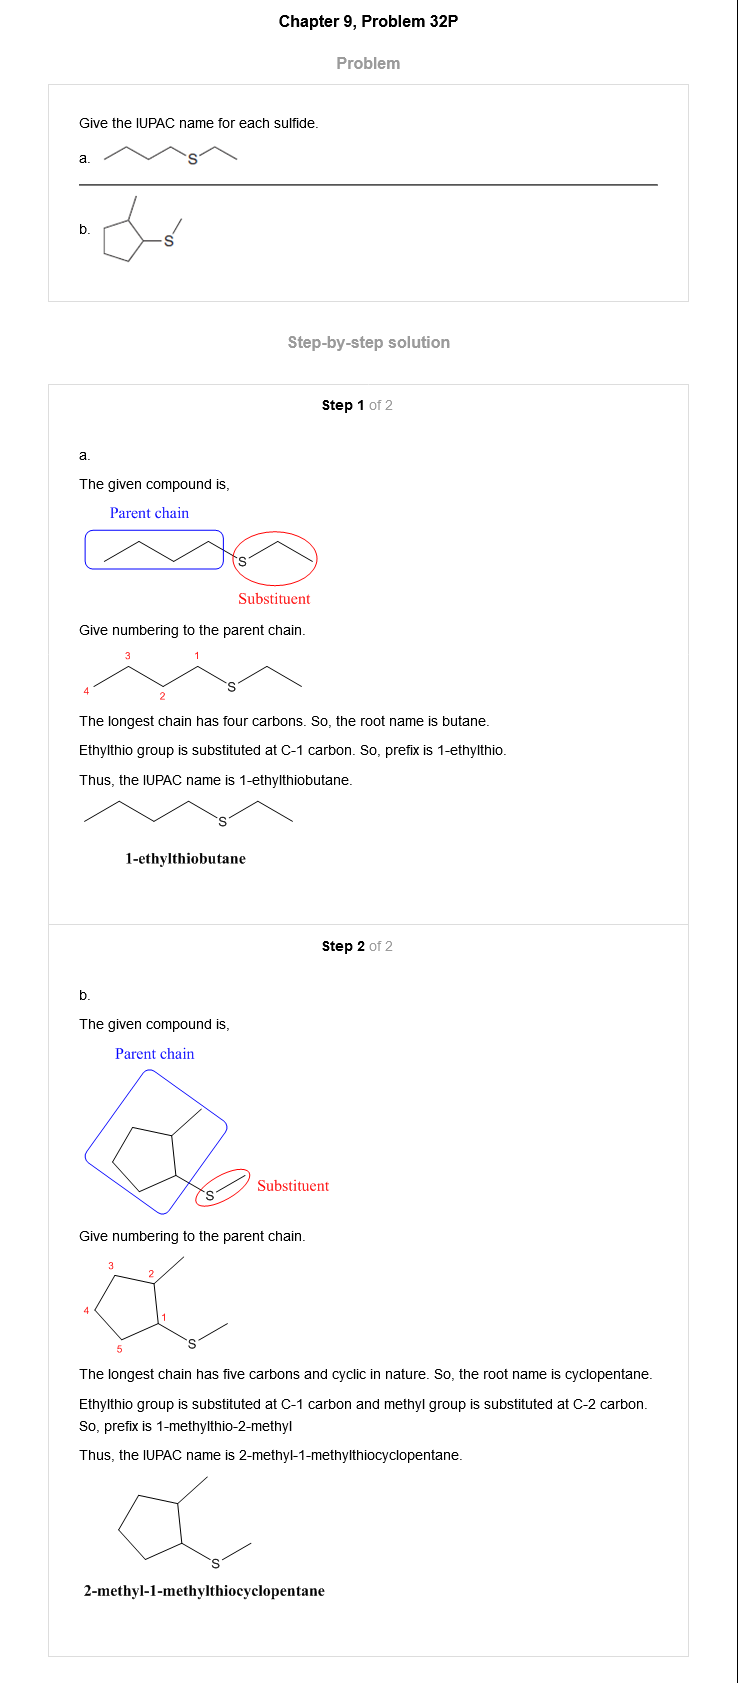 Chapter 9, Problem 32P
Problem
Give the IUPAC name for each sulfide.
a.
S
b.
S
Step-by-step solution
Step 1 of 2
a.
The given compound is,
Parent chain
S
Substituent
Give numbering to the parent chain.
3
1
4
2
S
The longest chain has four carbons. So, the root name is butane.
Ethylthio group is substituted at C-1 carbon. So, prefix is 1-ethylthio.
Thus, the IUPAC name is 1-ethylthiobutane.
S
1-ethylthiobutane
Step 2 of 2
b.
The given compound is,
Parent chain
S
Substituent
Give numbering to the parent chain.
3
2
4
1
5
S
The longest chain has five carbons and cyclic in nature. So, the root name is cyclopentane.
Ethylthio group is substituted at C-1 carbon and methyl group is substituted at C-2 carbon.
So, prefix is 1-methylthio-2-methyl
Thus, the IUPAC name is 2-methyl-1-methylthiocyclopentane.
S
2-methyl-1-methylthiocyclopentane